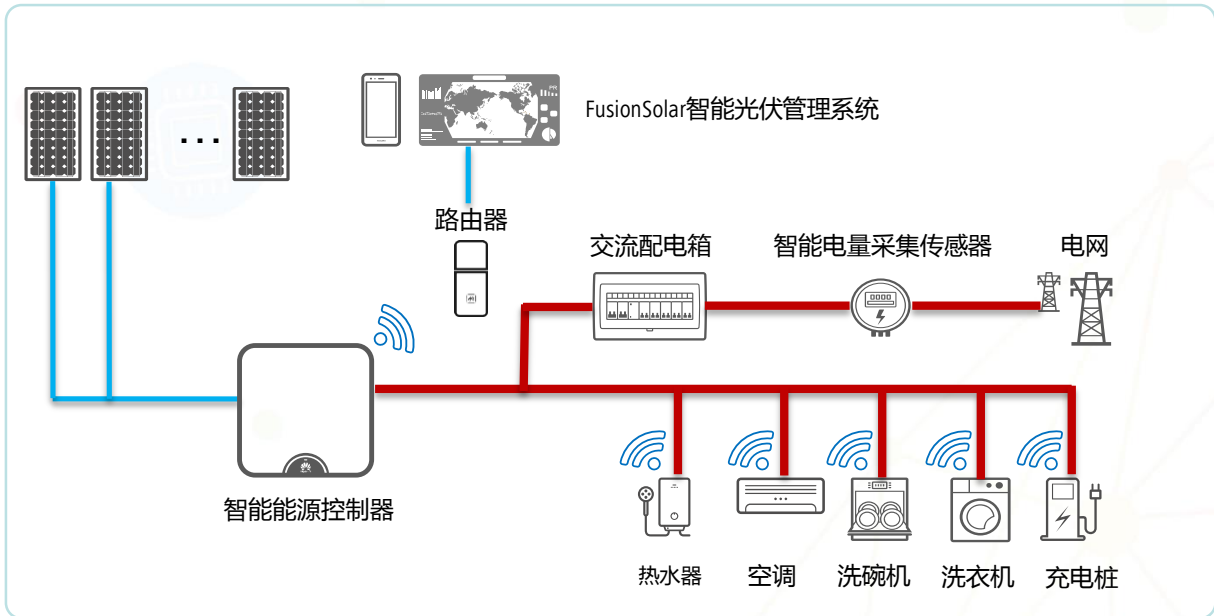 FusionSolar智能光伏管理系统
路由器
交流配电箱
智能电量采集传感器
电网
智能能源控制器
热水器
空调
洗碗机
洗衣机
充电桩